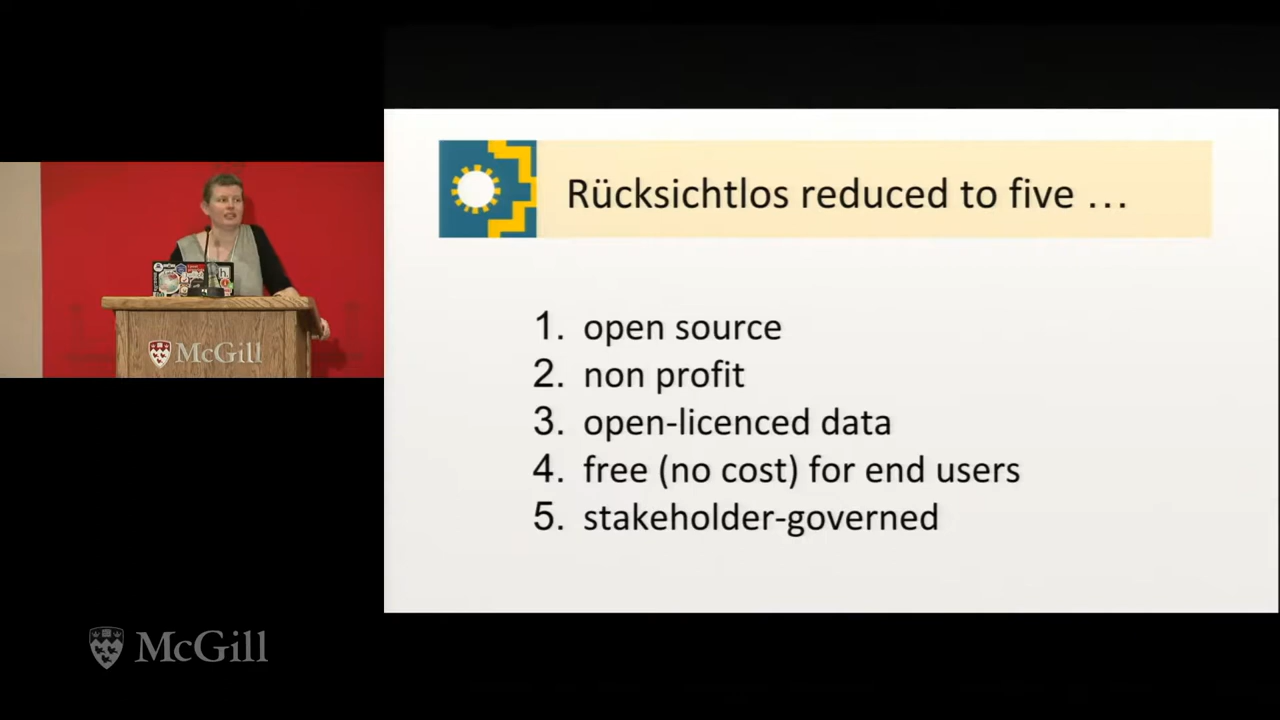 Rücksichtlos reduced to five ...
1. open source
2. non profit
3. open-licenced data
4. free (no cost) for end users
5. stakeholder-governed
McGill
McGill